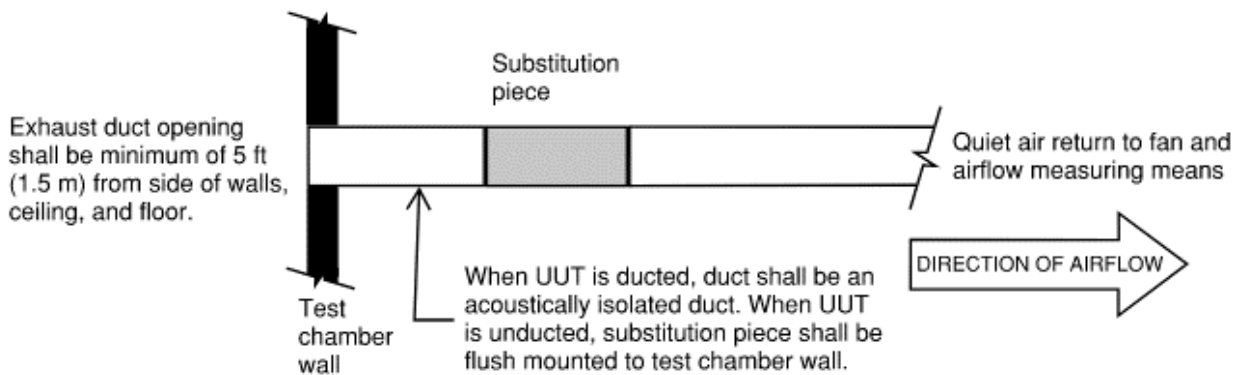 Substitution
piece
Exhaust duct opening
shall be minimum of 5 ft
(1.5 m) from side of walls,
ceiling, and floor.
Quiet air return to fan and
airflow measuring means
DIRECTION OF AIRFLOW
Test
chamber
wall
When UUT is ducted, duct shall be an
acoustically isolated duct. When UUT
is unducted, substitution piece shall be
flush mounted to test chamber wall.